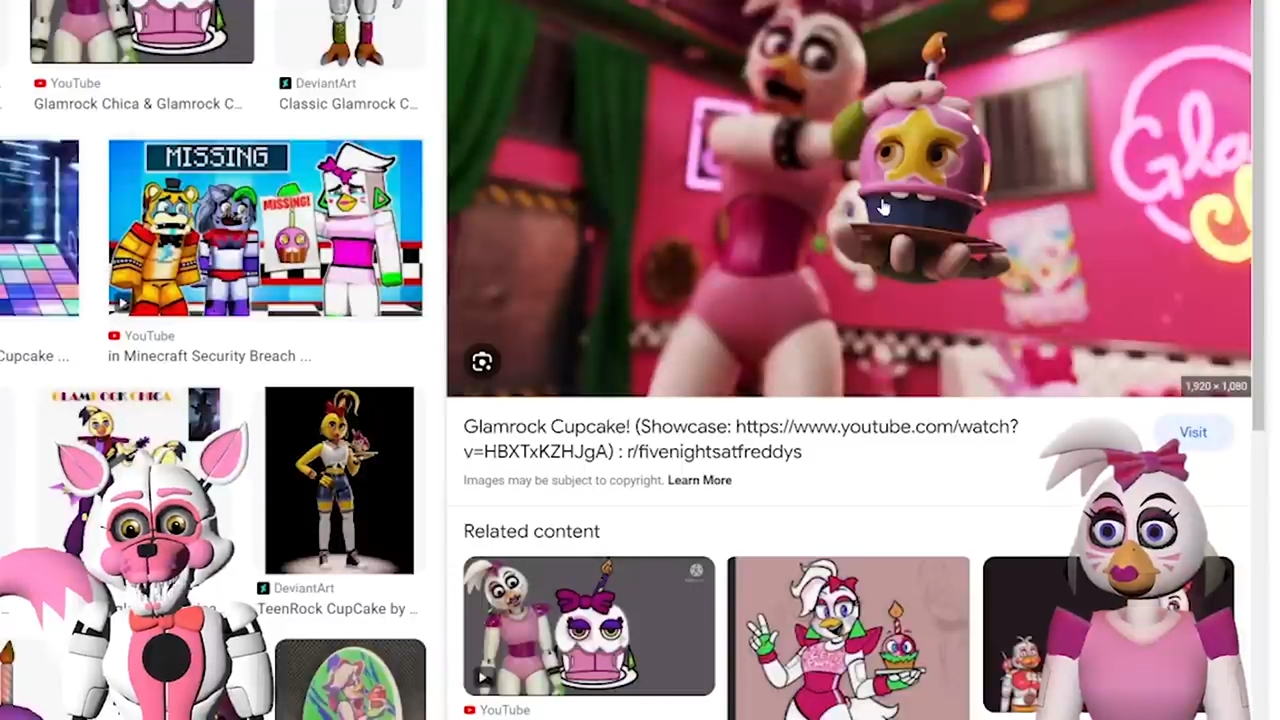 YouTube
Glamrock Chica & Glamrock C...
DeviantArt
Classic Glamrock C...
MISSING
MISSING!
YouTube
in Minecraft Security Breach ...
Cupcake ...
GLAMROCK CHICA
DeviantArt
TeenRock CupCake by ...
Gla
1,920 × 1,080
Glamrock Cupcake! (Showcase: https://www.youtube.com/watch?
v=HBXTxKZHJgA) : r/fivenightsatfreddys
Visit
Images may be subject to copyright. Learn More
Related content
YouTube